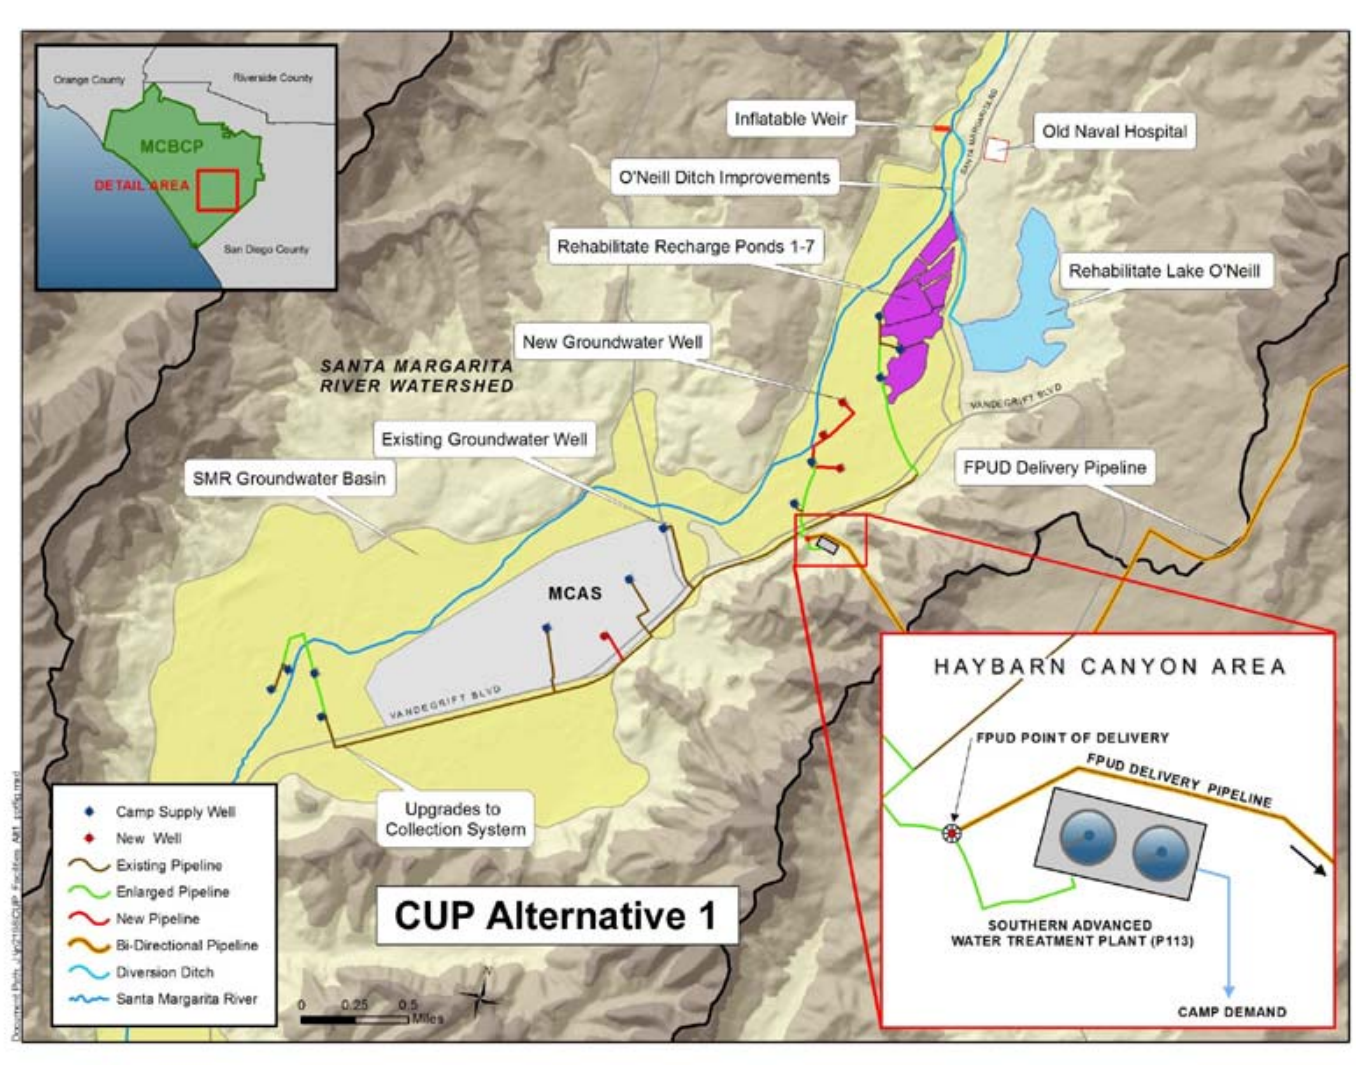 Orange County
Riverside County
MCBCP
DETAIL AREA
San Diego County
Inflatable Weir
SANTA MARGARITA RD
Old Naval Hospital
O'Neill Ditch Improvements
Rehabilitate Recharge Ponds 1-7
Rehabilitate Lake O'Neill
New Groundwater Well
SANTA MARGARITA
RIVER WATERSHED
VANDEGRIFT BLVD
Existing Groundwater Well
FPUD Delivery Pipeline
SMR Groundwater Basin
MCAS
VANDEGRIFT BLVD
HAYBARN CANYON AREA
FPUD POINT OF DELIVERY
FPUD DELIVERY PIPELINE
SOUTHERN ADVANCED
WATER TREATMENT PLANT (P113)
CAMP DEMAND
Upgrades to
Collection System
Camp Supply Well
New Well
Existing Pipeline
Enlarged Pipeline
New Pipeline
Bi-Directional Pipeline
Diversion Ditch
Santa Margarita River
CUP Alternative 1
N
0 0.25 0.5
Miles
Document Path: